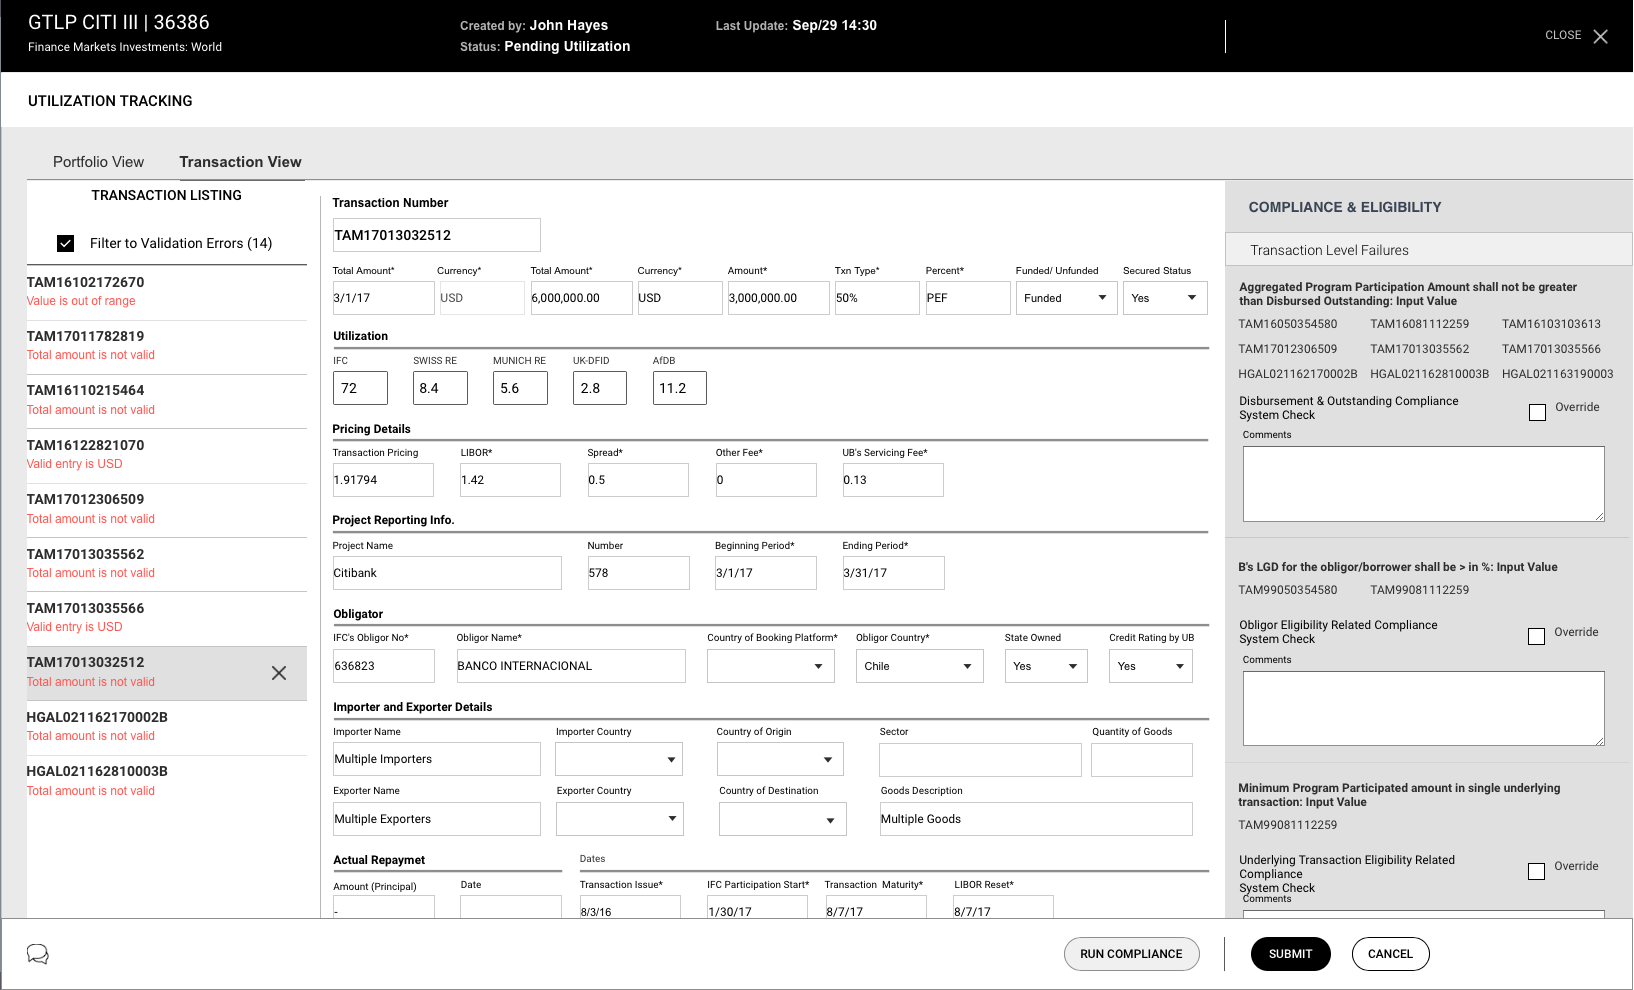 GTLP CITI III | 36386
Finance Markets Investments: World
Created by: John Hayes
Status: Pending Utilization
Last Update: Sep/29 14:30
CLOSE
UTILIZATION TRACKING
Portfolio View Transaction View
TRANSACTION LISTING
Filter to Validation Errors (14)
TAM16102172670
Value is out of range
TAM17011782819
Total amount is not valid
TAM16110215464
Total amount is not valid
TAM16122821070
Valid entry is USD
TAM17012306509
Total amount is not valid
TAM17013035562
Total amount is not valid
TAM17013035566
Valid entry is USD
TAM17013032512
Total amount is not valid
HGAL021162170002B
Total amount is not valid
HGAL021162810003B
Total amount is not valid
Transaction Number
TAM17013032512
Total Amount* Currency* Total Amount* Currency* Amount* Txn Type* Percent* Funded/ Unfunded Secured Status
3/1/17 USD 6,000,000.00 USD 3,000,000.00 50% PEF Funded Yes
Utilization
IFC SWISS RE MUNICH RE UK-DFID AfDB
72 8.4 5.6 2.8 11.2
Pricing Details
Transaction Pricing LIBOR* Spread* Other Fee* UB's Servicing Fee*
1.91794 1.42 0.5 0 0.13
Project Reporting Info.
Project Name Number Beginning Period* Ending Period*
Citibank 578 3/1/17 3/31/17
Obligator
IFC's Obligor No* Obligor Name* Country of Booking Platform* Obligor Country* State Owned Credit Rating by UB
636823 BANCO INTERNACIONAL Chile Yes Yes
Importer and Exporter Details
Importer Name Importer Country Country of Origin Sector Quantity of Goods
Multiple Importers
Exporter Name Exporter Country Country of Destination Goods Description
Multiple Exporters Multiple Goods
Actual Repaymet Dates
Amount (Principal) Date Transaction Issue* IFC Participation Start* Transaction Maturity* LIBOR Reset*
- 8/3/16 1/30/17 8/7/17 8/7/17
COMPLIANCE & ELIGIBILITY
Transaction Level Failures
Aggregated Program Participation Amount shall not be greater
than Disbursed Outstanding: Input Value
TAM16050354580 TAM16081112259 TAM16103103613
TAM17012306509 TAM17013035562 TAM17013035566
HGAL021162170002B HGAL021162810003B HGAL021163190003
Disbursement & Outstanding Compliance
System Check
Override
Comments
B's LGD for the obligor/borrower shall be > in %: Input Value
TAM99050354580 TAM99081112259
Obligor Eligibility Related Compliance
System Check
Override
Comments
Minimum Program Participated amount in single underlying
transaction: Input Value
TAM99081112259
Underlying Transaction Eligibility Related
Compliance
System Check
Override
Comments
RUN COMPLIANCE SUBMIT CANCEL